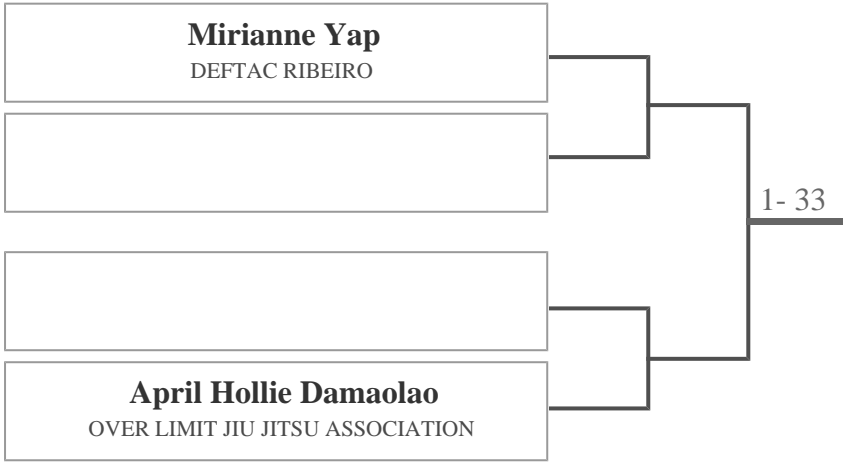 Mirianne Yap
DEFTAC RIBEIRO
1- 33
April Hollie Damaolao
OVER LIMIT JIU JITSU ASSOCIATION